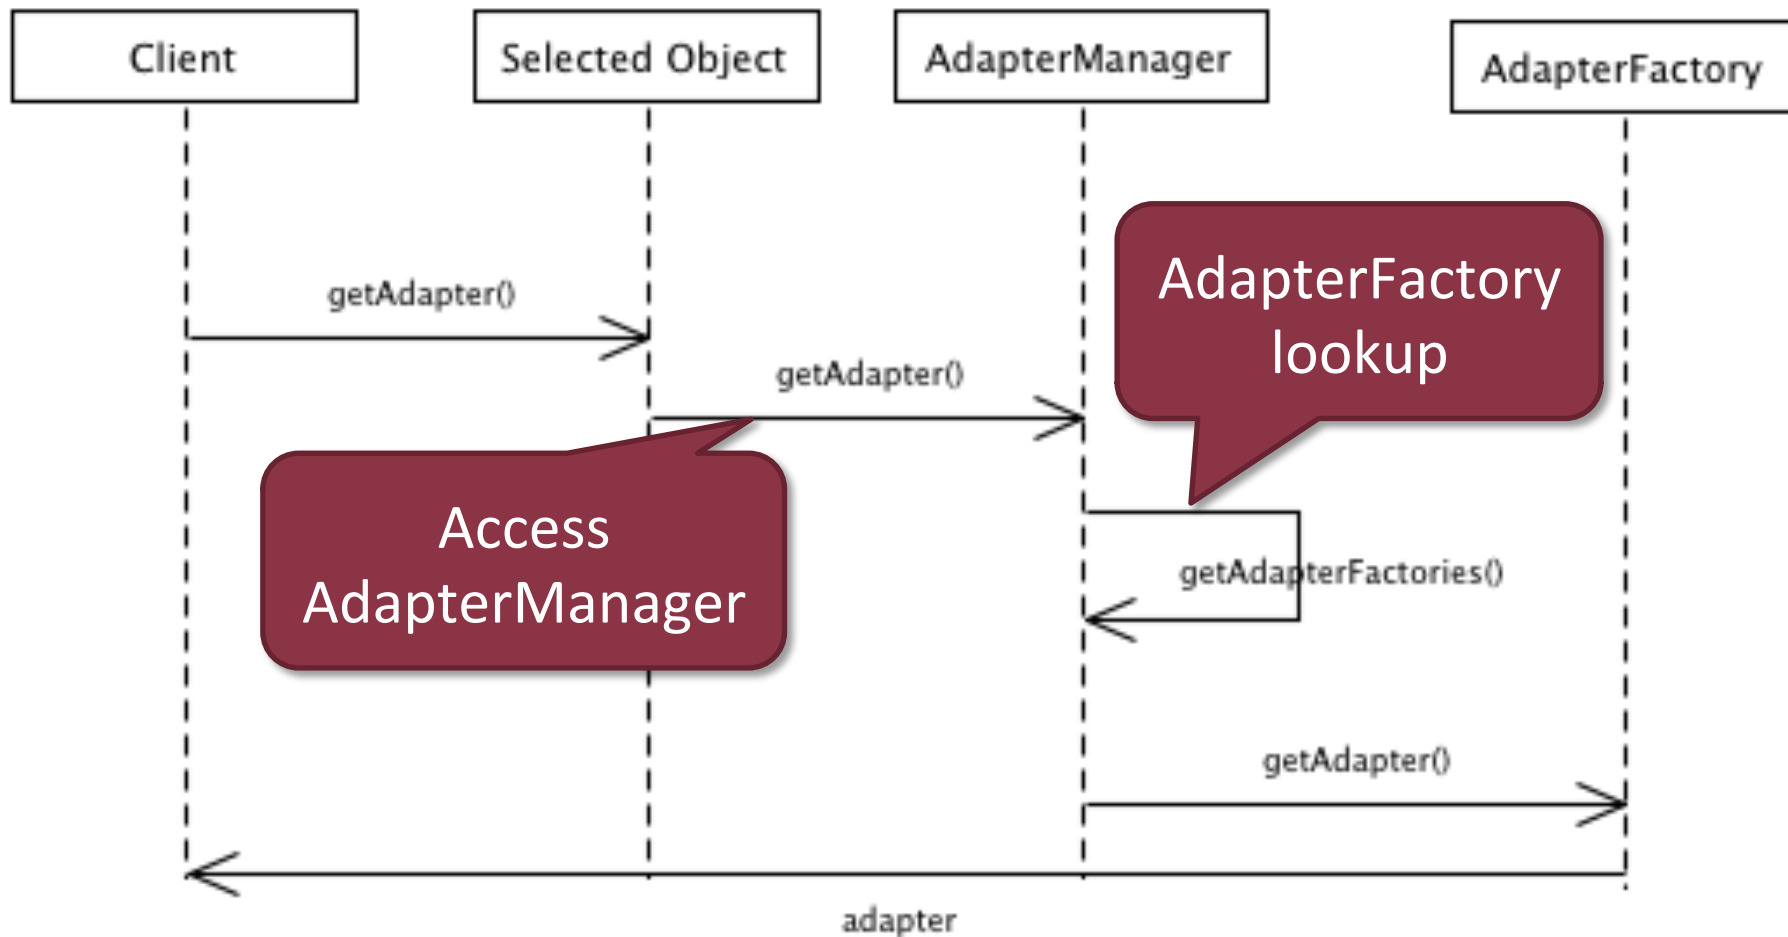 Client
Selected Object
AdapterManager
AdapterFactory
getAdapter()
AdapterFactory
lookup
getAdapter()
Access
AdapterManager
getAdapterFactories()
getAdapter()
adapter